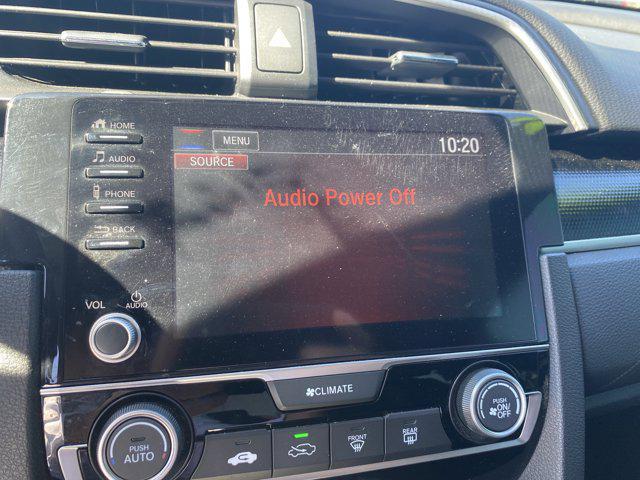 HOME
MENU
10:20
AUDIO
SOURCE
PHONE
Audio Power Off
BACK
VOL
AUDIO
CLIMATE
PUSH
AUTO
FRONT
REAR
PUSH
ON/
OFF